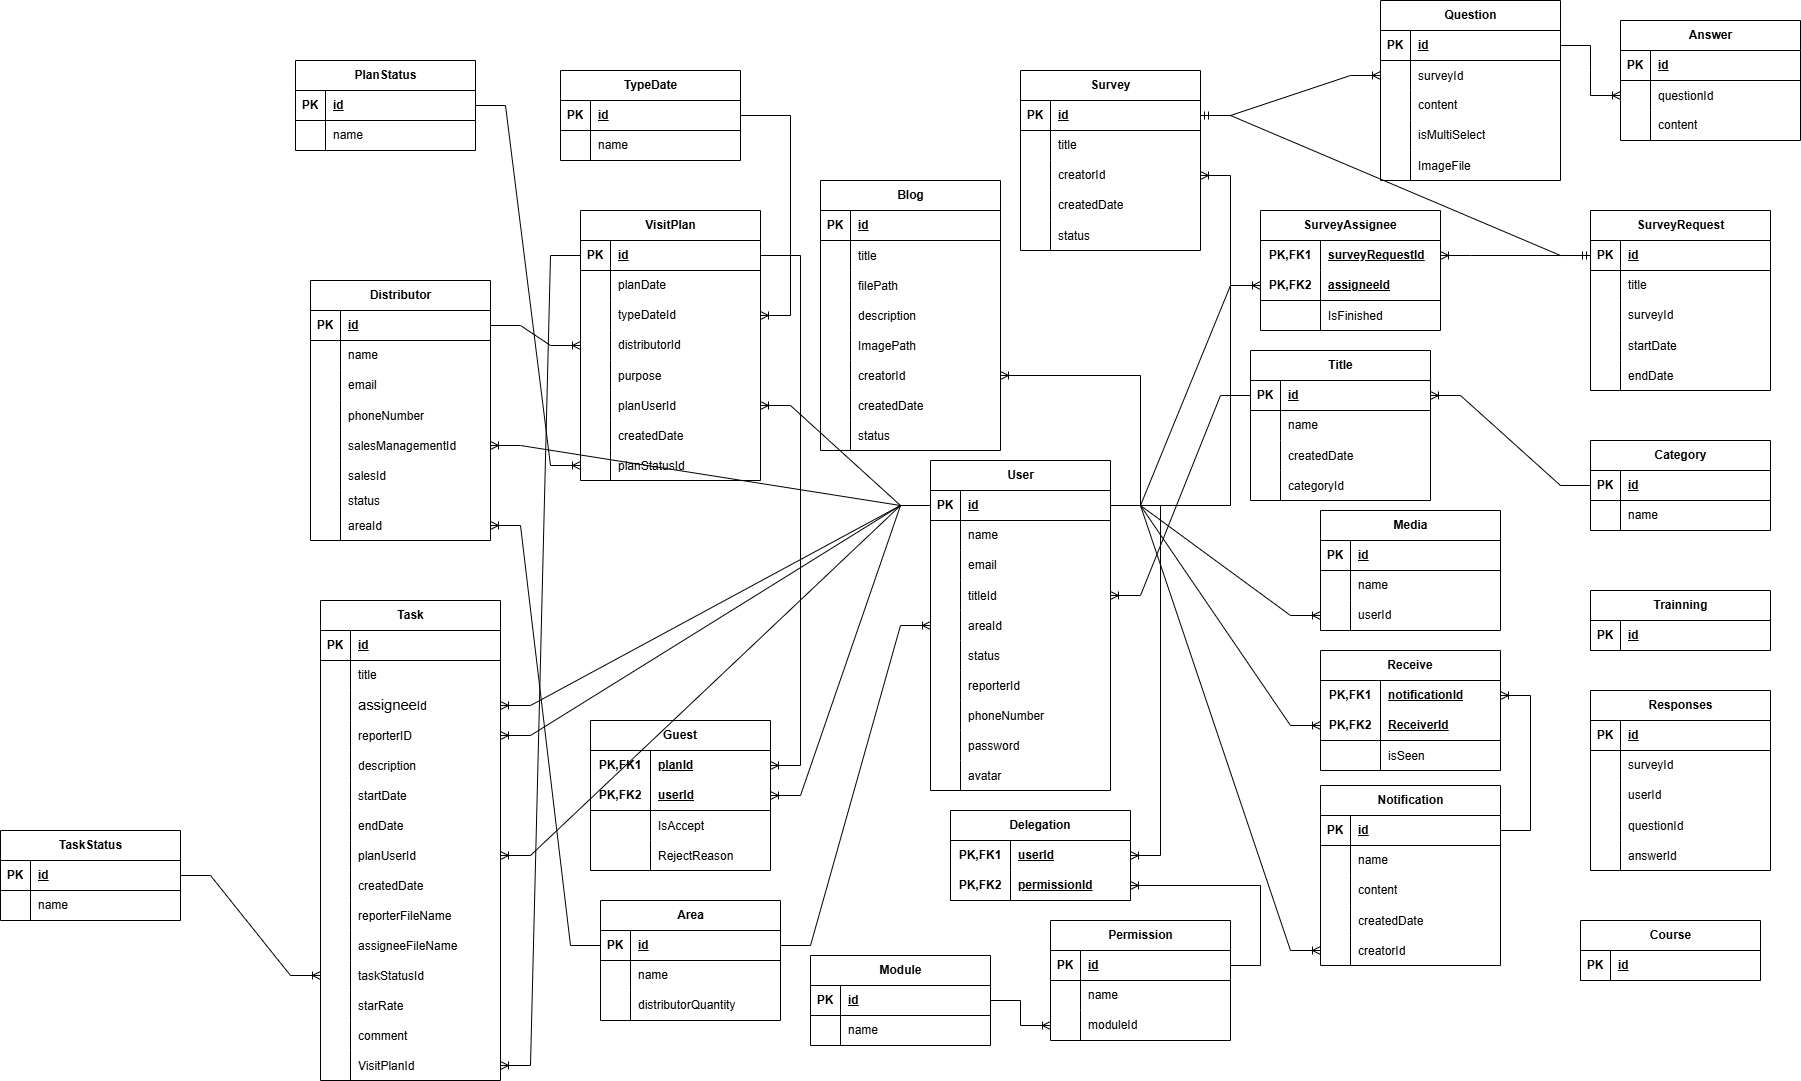 Question
PK id
surveyId
content
isMultiSelect
ImageFile
Answer
PK id
questionId
content
PlanStatus
PK id
name
TypeDate
PK id
name
Survey
PK id
title
creatorId
createdDate
status
Blog
PK id
title
filePath
description
ImagePath
creatorId
createdDate
status
VisitPlan
PK id
planDate
typeDateId
distributorId
purpose
planUserId
createdDate
planStatusId
SurveyAssignee
PK,FK1 surveyRequestId
PK,FK2 assigneeId
IsFinished
SurveyRequest
PK id
title
surveyId
startDate
endDate
Distributor
PK id
name
email
phoneNumber
salesManagementId
salesId
status
areaId
Title
PK id
name
createdDate
categoryId
Category
PK id
name
User
PK id
name
email
titleId
areaId
status
reporterId
phoneNumber
password
avatar
Media
PK id
name
userId
Trainning
PK id
Task
PK id
title
assigneeId
reporterID
description
startDate
endDate
planUserId
createdDate
reporterFileName
assigneeFileName
taskStatusId
starRate
comment
VisitPlanId
Receive
PK,FK1 notificationId
PK,FK2 ReceiverId
isSeen
Responses
PK id
surveyId
userId
questionId
answerId
Guest
PK,FK1 planId
PK,FK2 userId
IsAccept
RejectReason
Notification
PK id
name
content
createdDate
creatorId
Delegation
PK,FK1 userId
PK,FK2 permissionId
TaskStatus
PK id
name
Area
PK id
name
distributorQuantity
Permission
PK id
name
moduleId
Course
PK id
Module
PK id
name